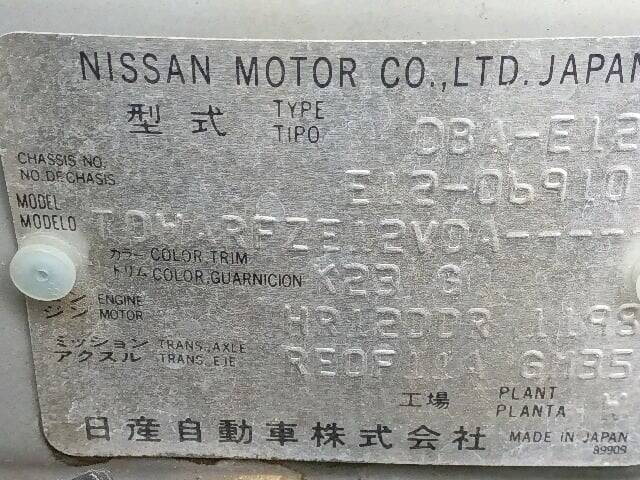 NISSAN MOTOR CO.,LTD. JAPAN
型式 TYPE TIPO DBA-E12
CHASSIS NO. NO. DE CHASIS E12-06910
MODEL MODELO
カラー COLOR, TRIM
トリム COLOR, GUARNICION K23 G
ENGINE
ジン MOTOR HR12DDR 1198
ミッション TRANS., AXLE
アクスル TRANS., EJE GM35
工場 PLANT PLANTA
日産自動車株式会社 MADE IN JAPAN
89909